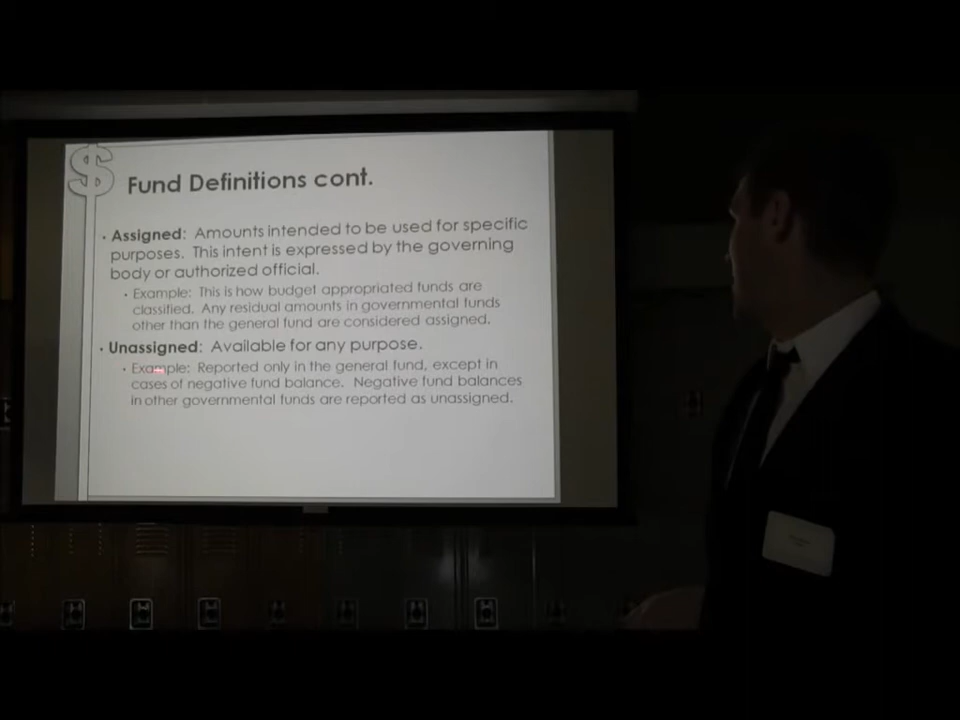 $
Fund Definitions cont.
• Assigned: Amounts intended to be used for specific
purposes. This intent is expressed by the governing
body or authorized official.
• Example: This is how budget appropriated funds are
classified. Any residual amounts in governmental funds
other than the general fund are considered assigned.
• Unassigned: Available for any purpose.
• Example: Reported only in the general fund, except in
cases of negative fund balance. Negative fund balances
in other governmental funds are reported as unassigned.